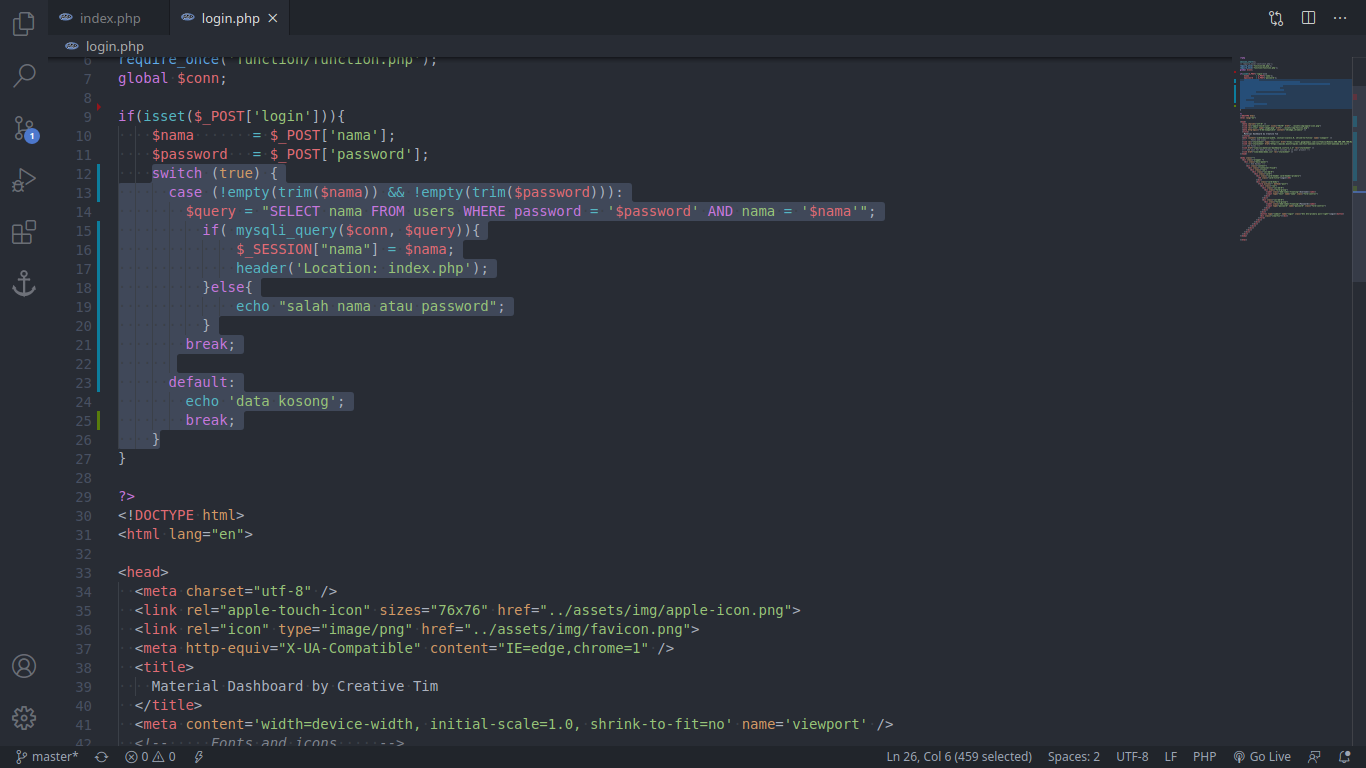 index.php
login.php
login.php
6 require_once('function/function.php');
7 global $conn;
8
9 if(isset($_POST['login'])){
10 $nama = $_POST['nama'];
11 $password = $_POST['password'];
12 switch (true) {
13 case (!empty(trim($nama)) && !empty(trim($password))):
14 $query = "SELECT nama FROM users WHERE password = '$password' AND nama = '$nama'";
15 if( mysqli_query($conn, $query)){
16 $_SESSION["nama"] = $nama;
17 header('Location: index.php');
18 }else{
19 echo "salah nama atau password";
20 }
21 break;
22
23 default:
24 echo 'data kosong';
25 break;
26 }
27 }
28
29 ?>
30 <!DOCTYPE html>
31 <html lang="en">
32
33 <head>
34 <meta charset="utf-8" />
35 <link rel="apple-touch-icon" sizes="76x76" href="../assets/img/apple-icon.png">
36 <link rel="icon" type="image/png" href="../assets/img/favicon.png">
37 <meta http-equiv="X-UA-Compatible" content="IE=edge,chrome=1" />
38 <title>
39 Material Dashboard by Creative Tim
40 </title>
41 <meta content='width=device-width, initial-scale=1.0, shrink-to-fit=no' name='viewport' />
42 <!-- Fonts and icons -->
1
master* 0 0 Ln 26, Col 6 (459 selected) Spaces: 2 UTF-8 LF PHP Go Live